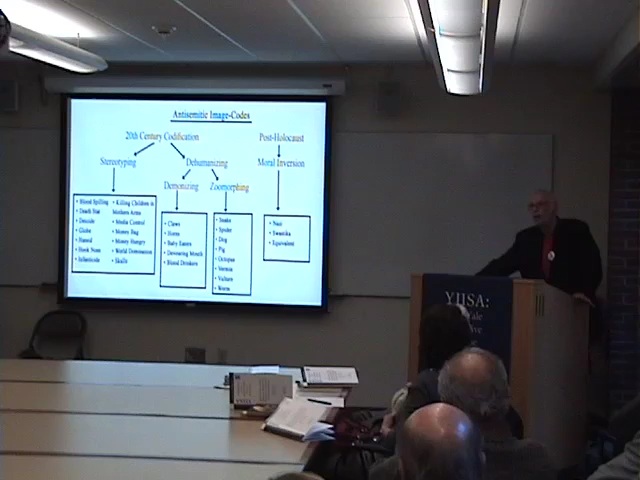 Antisemitic Image-Codes
20th Century Codification
Post-Holocaust
Stereotyping
Dehumanizing
Moral Inversion
Demonizing
Zoomorphing
• Blood Spilling
• Death Star
• Deicide
• Globe
• Hook Nose
• Infanticide
• Killing Children in
Mothers Arms
• Media Control
• Money Bag
• Money Hungry
• World Domination
• Skulls
• Claws
• Horns
• Baby Eaters
• Devouring Mouth
• Blood Drinkers
• Snake
• Spider
• Dog
• Pig
• Octopus
• Vermin
• Vulture
• Worm
• Nazi
• Swastika
• Equivalent
YIISA: